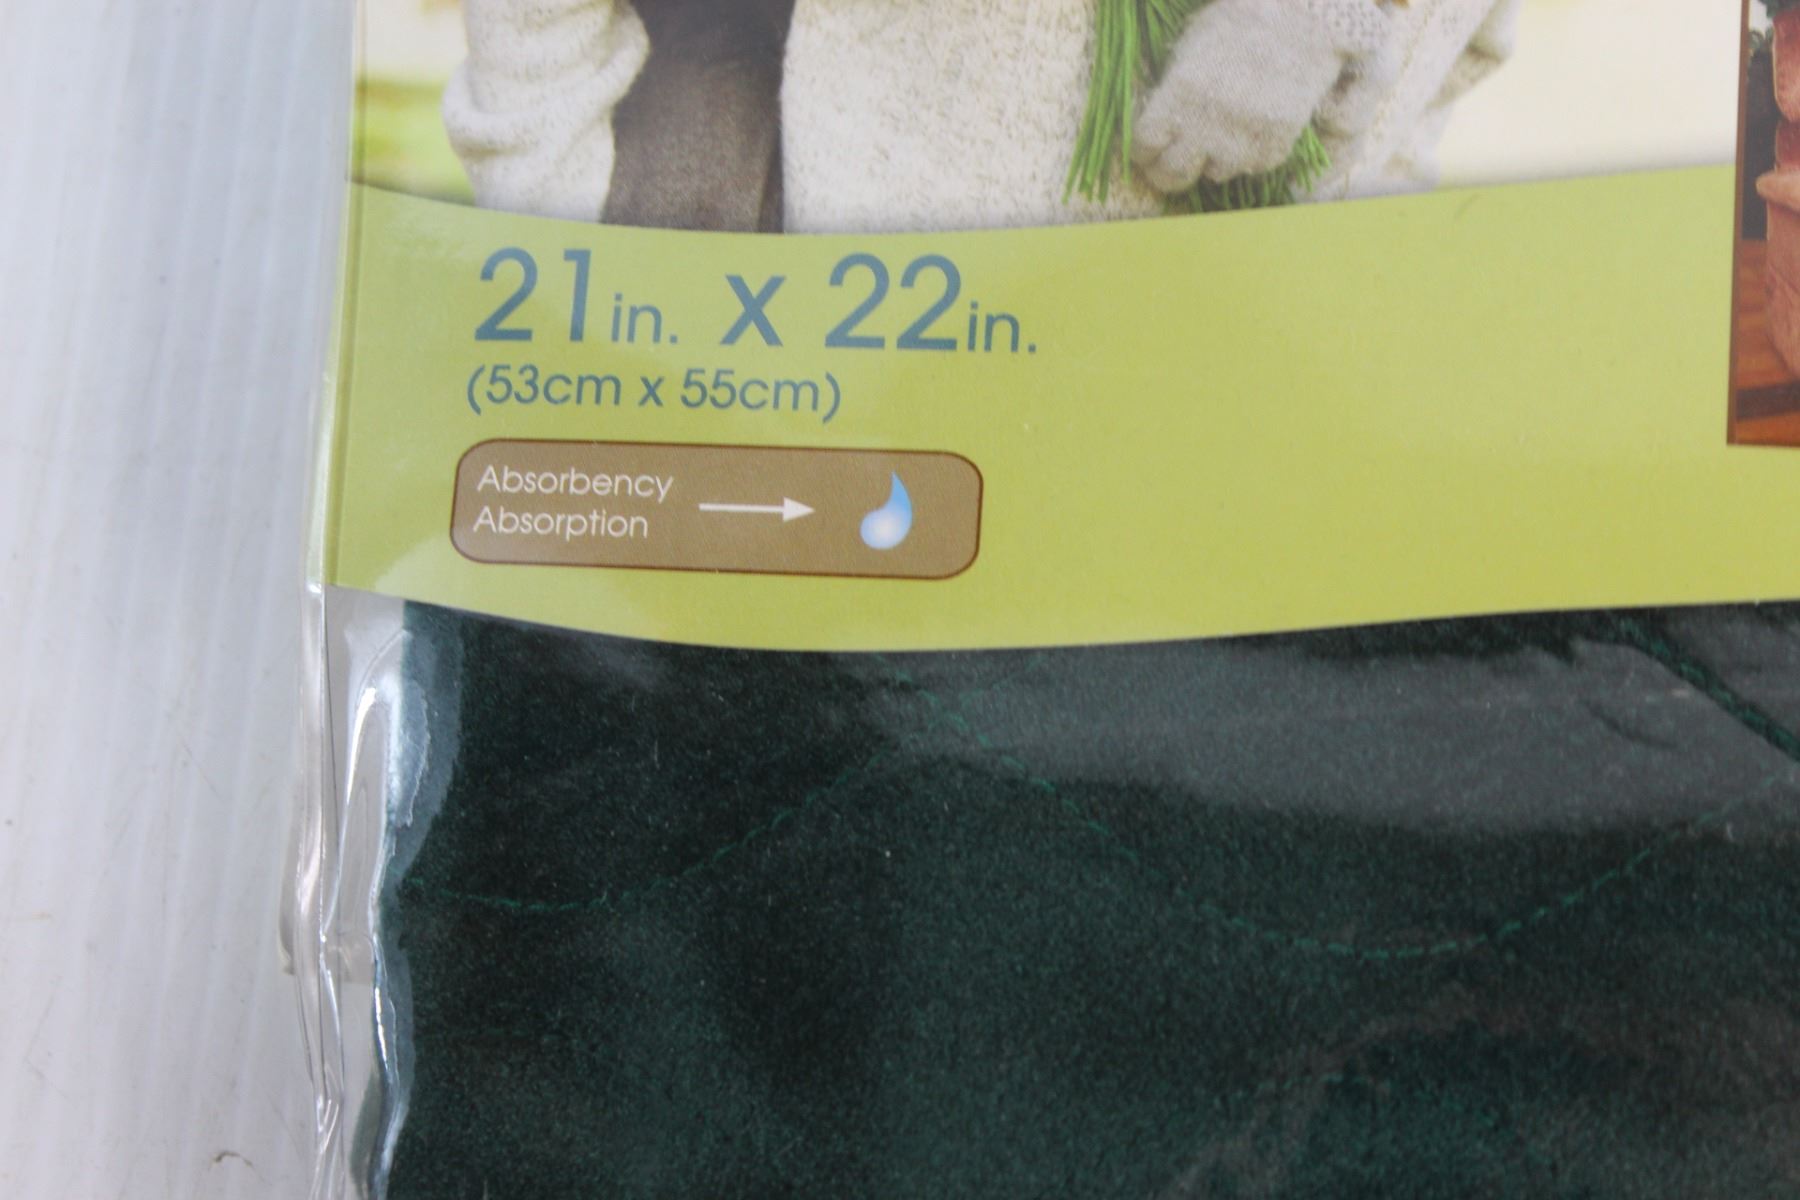 21in. x 22in.
(53cm x 55cm)
Absorbency
Absorption